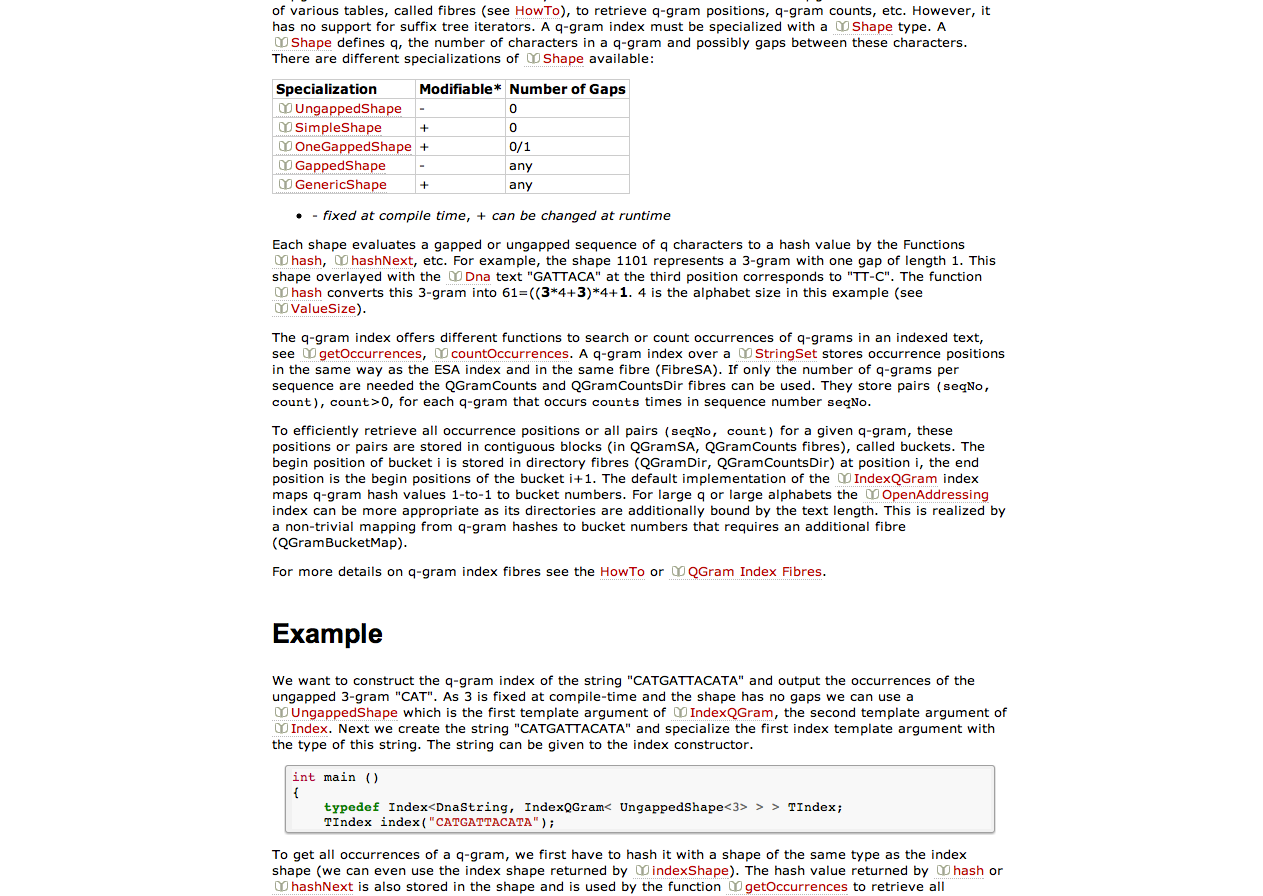 of various tables, called fibres (see HowTo), to retrieve q-gram positions, q-gram counts, etc. However, it
has no support for suffix tree iterators. A q-gram index must be specialized with a Shape type. A
Shape defines q, the number of characters in a q-gram and possibly gaps between these characters.
There are different specializations of Shape available:
Specialization Modifiable* Number of Gaps
UngappedShape - 0
SimpleShape + 0
OneGappedShape + 0/1
GappedShape - any
GenericShape + any
• - fixed at compile time, + can be changed at runtime
Each shape evaluates a gapped or ungapped sequence of q characters to a hash value by the Functions
hash, hashNext, etc. For example, the shape 1101 represents a 3-gram with one gap of length 1. This
shape overlayed with the Dna text "GATTACA" at the third position corresponds to "TT-C". The function
hash converts this 3-gram into 61=((3*4+3)*4+1. 4 is the alphabet size in this example (see
ValueSize).
The q-gram index offers different functions to search or count occurrences of q-grams in an indexed text,
see getOccurrences, countOccurrences. A q-gram index over a StringSet stores occurrence positions
in the same way as the ESA index and in the same fibre (FibreSA). If only the number of q-grams per
sequence are needed the QGramCounts and QGramCountsDir fibres can be used. They store pairs (seqNo,
count), count>0, for each q-gram that occurs counts times in sequence number seqNo.
To efficiently retrieve all occurrence positions or all pairs (seqNo, count) for a given q-gram, these
positions or pairs are stored in contiguous blocks (in QGramSA, QGramCounts fibres), called buckets. The
begin position of bucket i is stored in directory fibres (QGramDir, QGramCountsDir) at position i, the end
position is the begin positions of the bucket i+1. The default implementation of the IndexQGram index
maps q-gram hash values 1-to-1 to bucket numbers. For large q or large alphabets the OpenAddressing
index can be more appropriate as its directories are additionally bound by the text length. This is realized by
a non-trivial mapping from q-gram hashes to bucket numbers that requires an additional fibre
(QGramBucketMap).
For more details on q-gram index fibres see the HowTo or QGram Index Fibres.
Example
We want to construct the q-gram index of the string "CATGATTACATA" and output the occurrences of the
ungapped 3-gram "CAT". As 3 is fixed at compile-time and the shape has no gaps we can use a
UngappedShape which is the first template argument of IndexQGram, the second template argument of
Index. Next we create the string "CATGATTACATA" and specialize the first index template argument with
the type of this string. The string can be given to the index constructor.
int main ()
{
typedef Index<DnaString, IndexQGram< UngappedShape<3> > > TIndex;
TIndex index("CATGATTACATA");
To get all occurrences of a q-gram, we first have to hash it with a shape of the same type as the index
shape (we can even use the index shape returned by indexShape). The hash value returned by hash or
hashNext is also stored in the shape and is used by the function getOccurrences to retrieve all